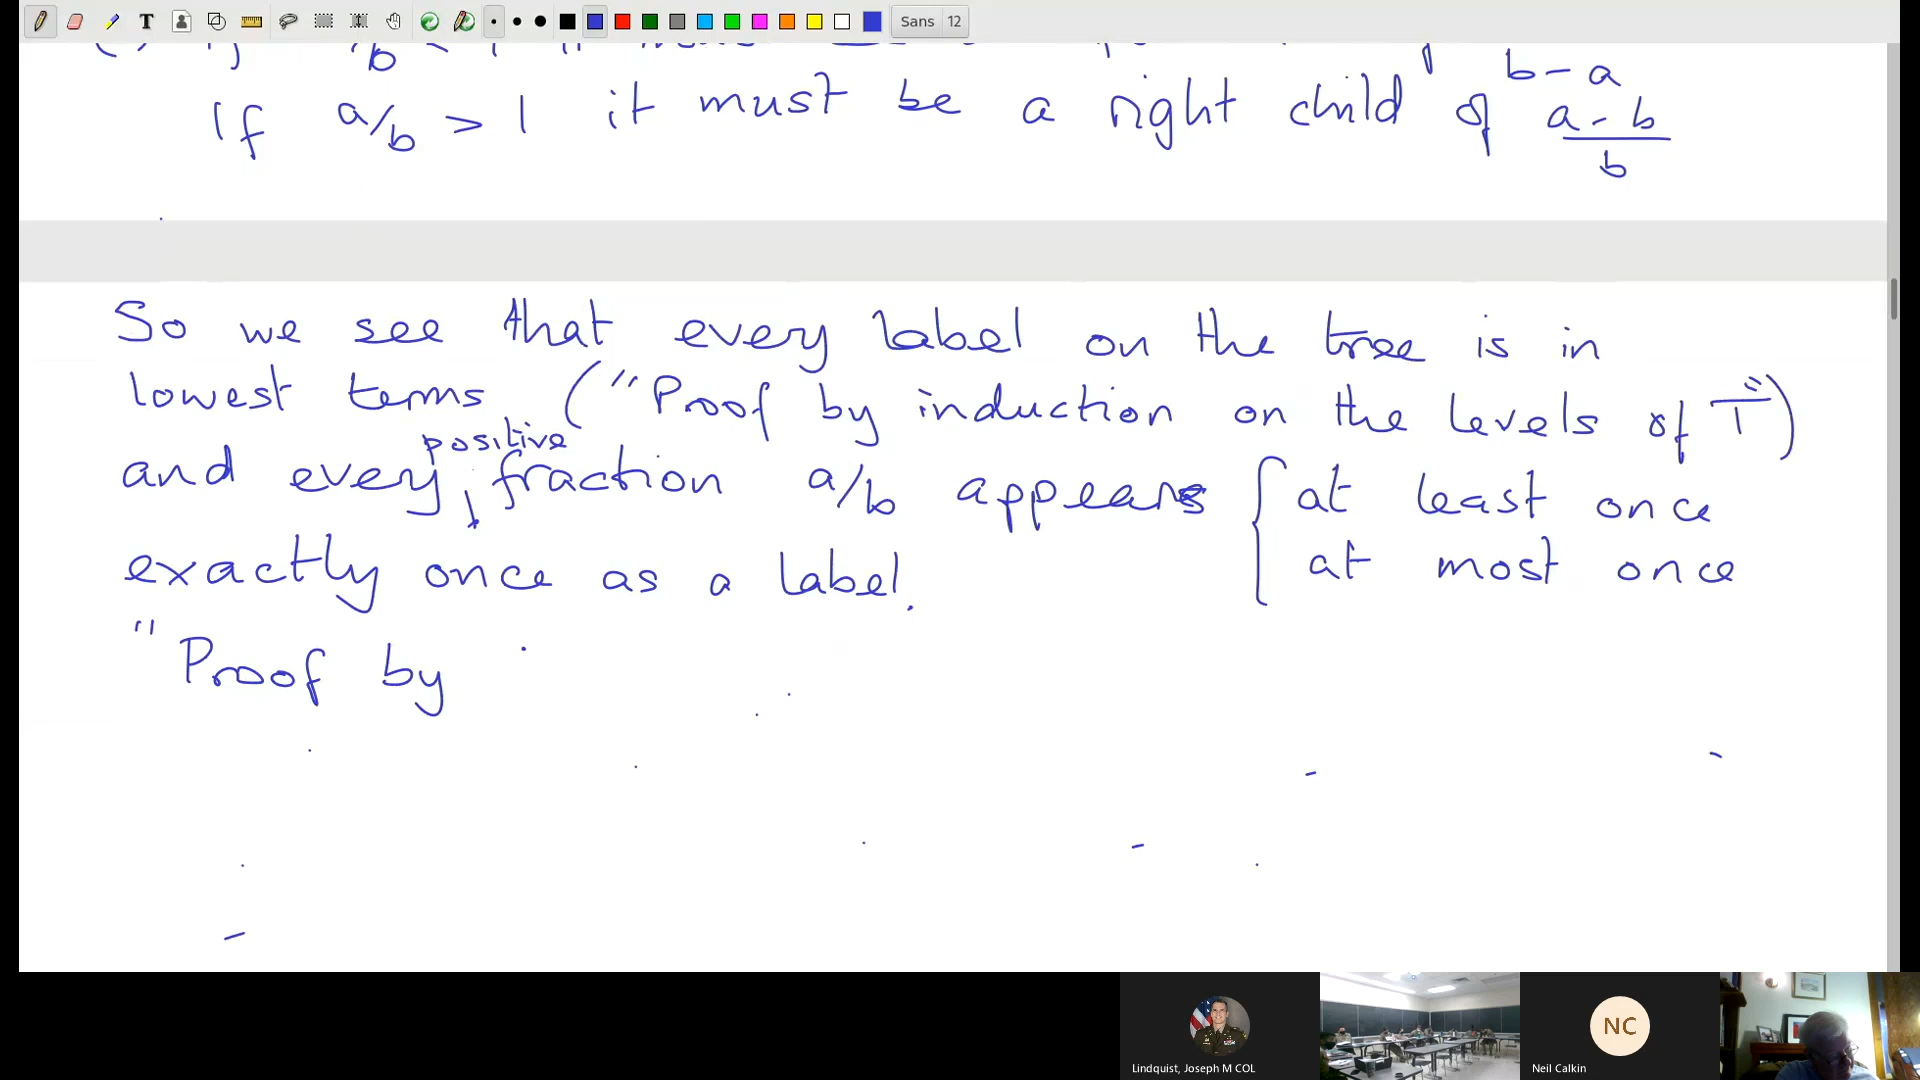 T Sans 12
b - a
If a/b > 1 it must be a right child of a - b
b
So we see that every label on the tree is in
lowest terms ("Proof by induction on the levels of T")
positive
and every fraction a/b appears { at least once
exactly once as a label. at most once
"Proof by
NC
Lindquist, Joseph M COL Neil Calkin